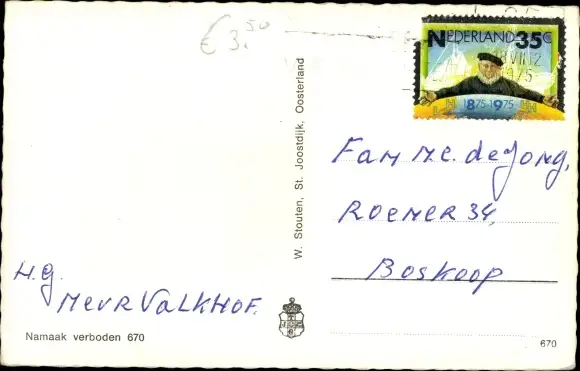 € 3.50
NEDERLAND 35c
1875-1975
W. Stouten, St. Joostdijk, Oosterland
FAM M.C. de JONG,
ROEMER 34,
BOSKOOP
H.G.
MEVR VALKHOF.
Namaak verboden 670
670